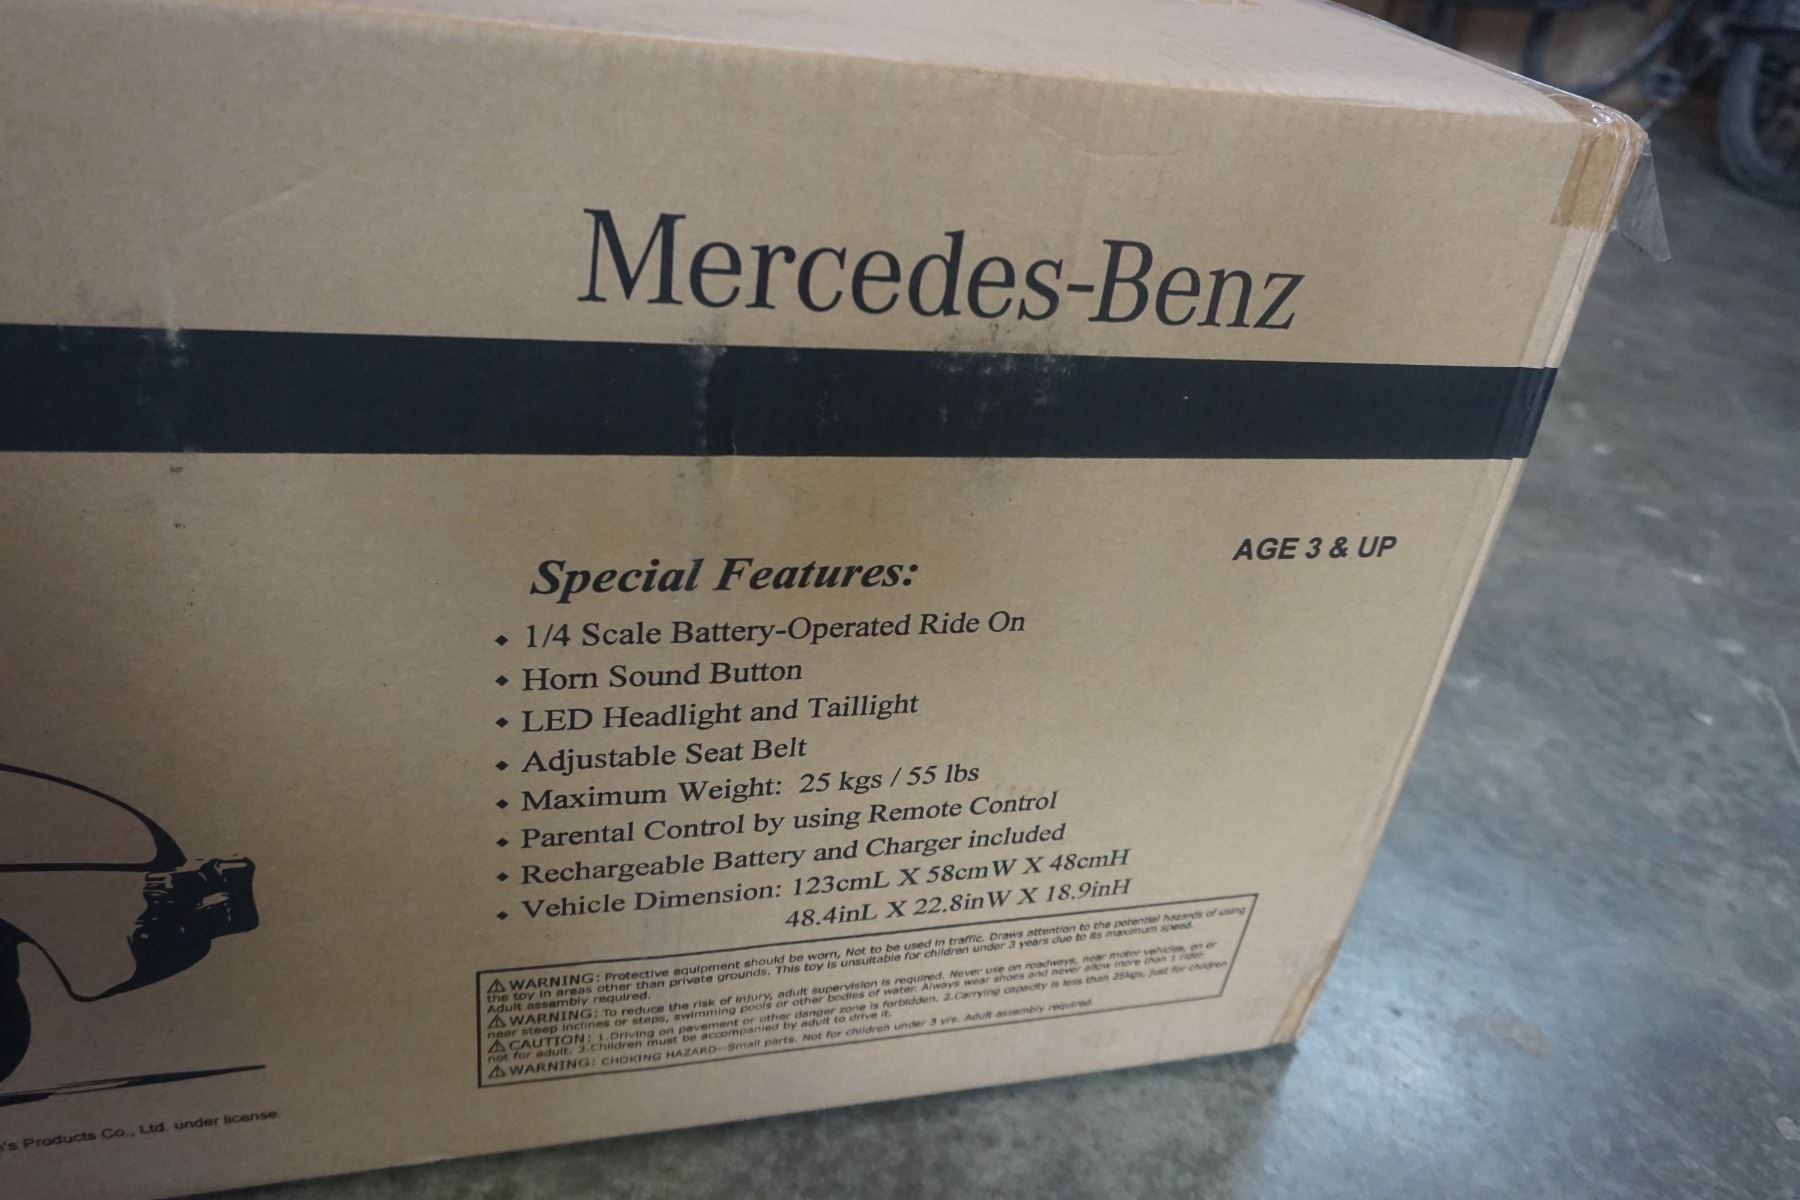 Mercedes-Benz
AGE 3 & UP
Special Features:
⬥ 1/4 Scale Battery-Operated Ride On
⬥ Horn Sound Button
⬥ LED Headlight and Taillight
⬥ Adjustable Seat Belt
⬥ Maximum Weight: 25 kgs / 55 lbs
⬥ Parental Control by using Remote Control
⬥ Rechargeable Battery and Charger included
⬥ Vehicle Dimension: 123cmL X 58cmW X 48cmH
48.4inL X 22.8inW X 18.9inH
⚠ WARNING: Protective equipment should be worn, Not to be used in traffic. Draws attention to the potential hazards of using
the toy in areas other than private grounds. This toy is unsuitable for children under 3 years due to its maximum speed.
Adult assembly required.
⚠ WARNING: To reduce the risk of injury, adult supervision is required. Never use on roadways, near motor vehicles, on or
near steep inclines or steps, swimming pools or other bodies of water. Always wear shoes and never allow more than 1 rider.
⚠ CAUTION: 1.Driving on pavement or other danger zone is forbidden. 2.Carrying capacity is less than 25kgs, just for children
not for adult. 3.Children must be accompanied by adult to drive it.
⚠ WARNING: CHOKING HAZARD--Small parts. Not for children under 3 yrs. Adult assembly required.
's Products Co., Ltd. under license.